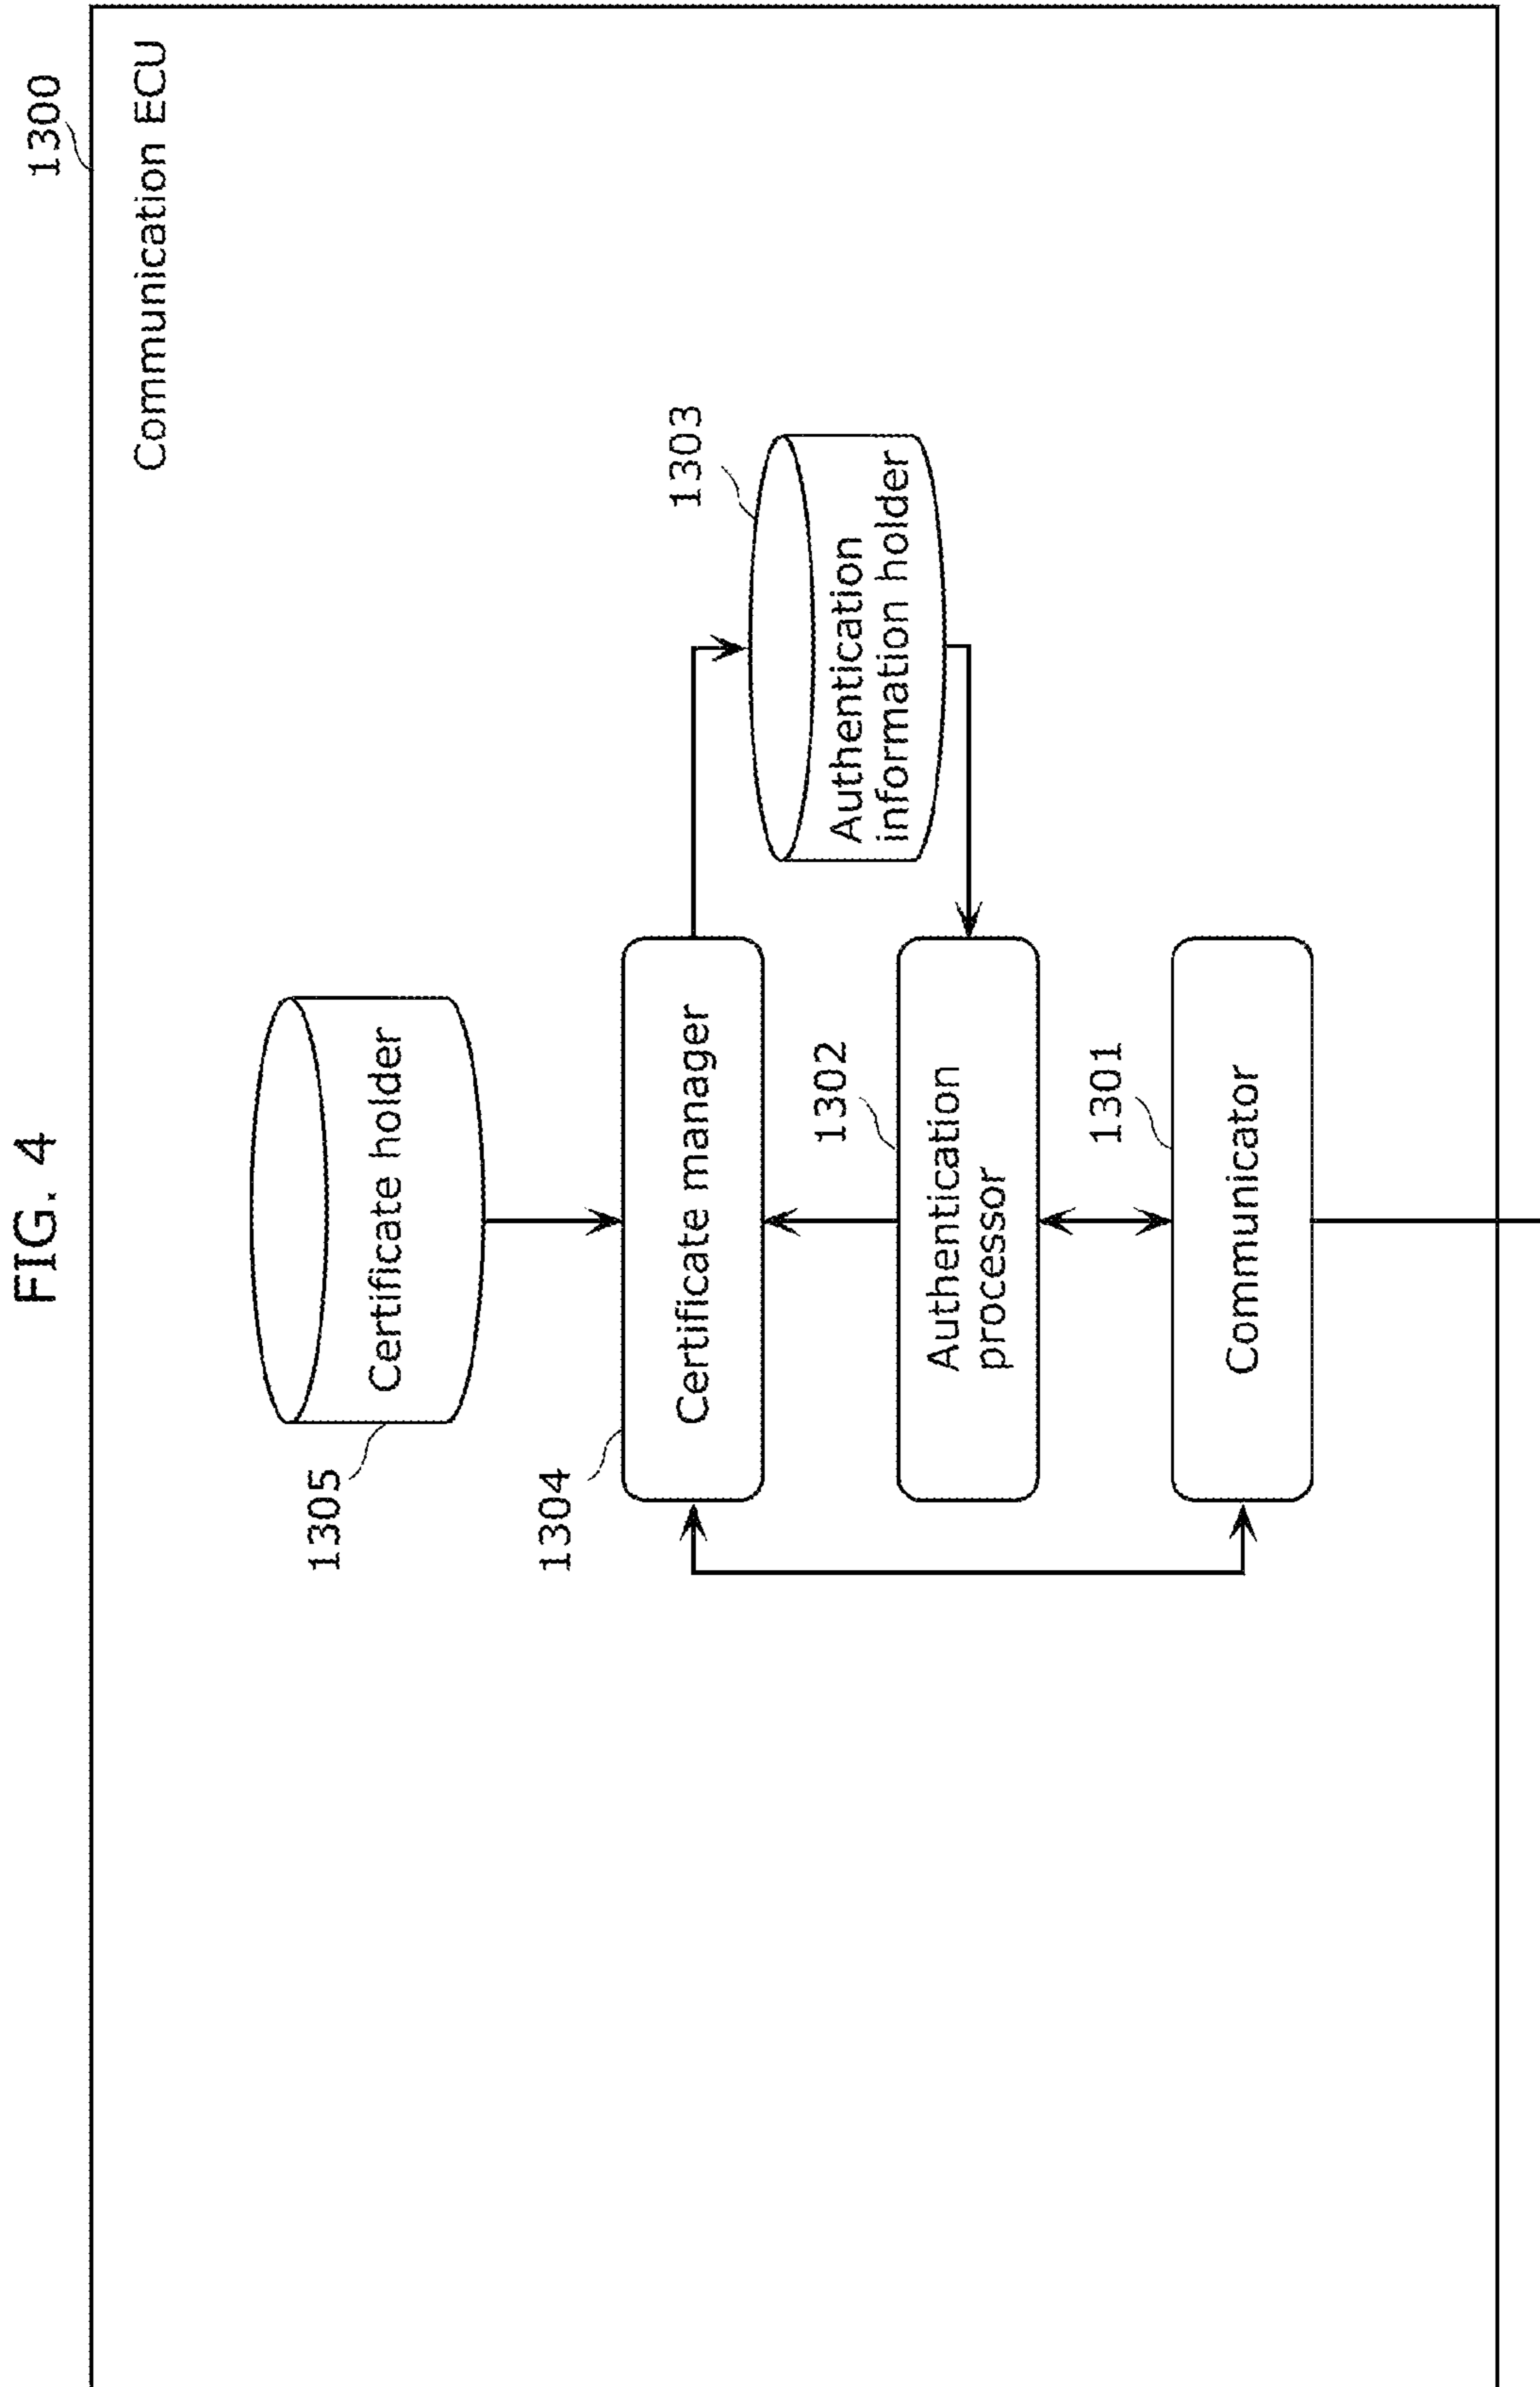 FIG. 4
1300
Communication ECU
1305
Certificate holder
1304
Certificate manager
1303
Authentication
information holder
1302
Authentication
processor
1301
Communicator